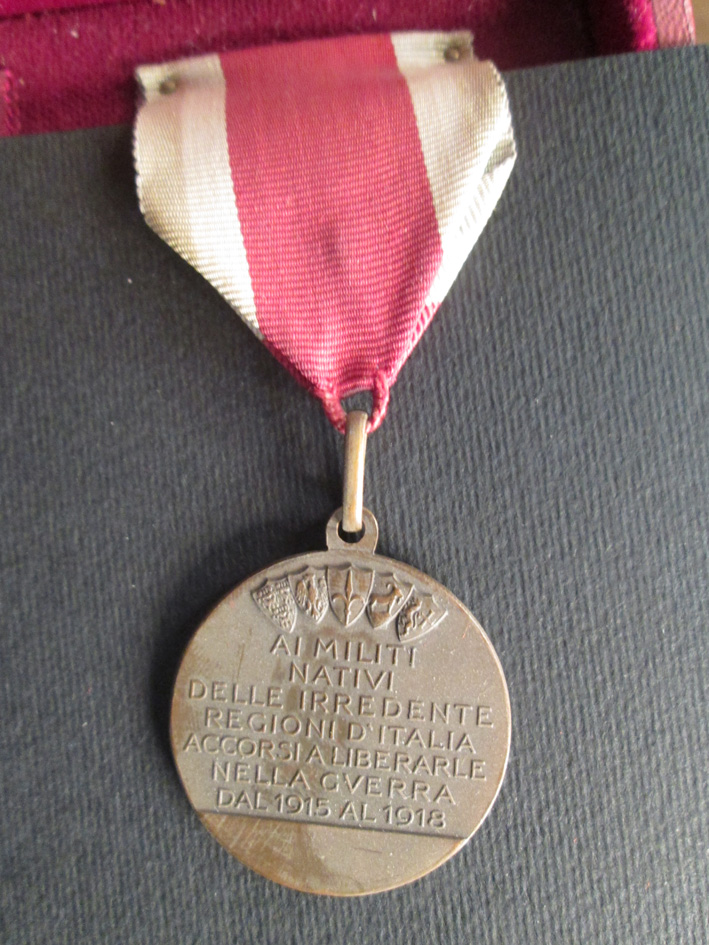 AI MILITI
NATIVI
DELLE IRREDENTE
REGIONI D'ITALIA
ACCORSI A LIBERARLE
NELLA GVERRA
DAL 1915 AL 1918